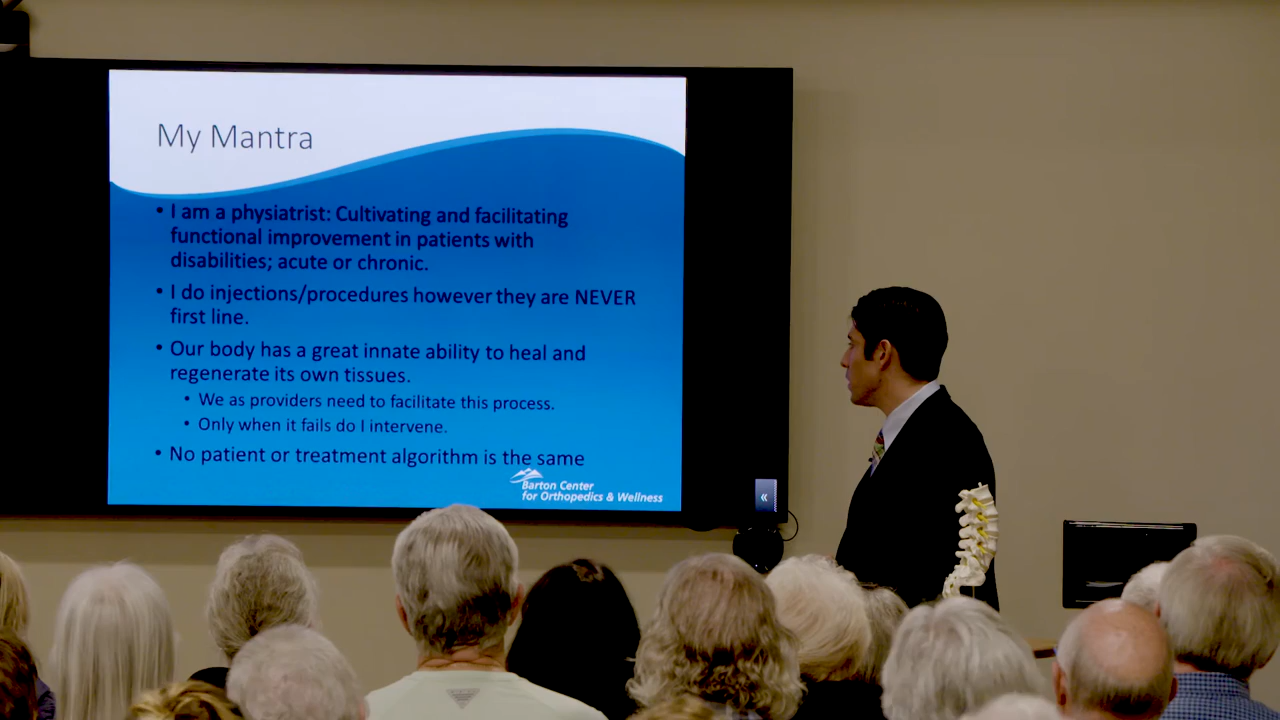 My Mantra
• I am a physiatrist: Cultivating and facilitating
functional improvement in patients with
disabilities; acute or chronic.
• I do injections/procedures however they are NEVER
first line.
• Our body has a great innate ability to heal and
regenerate its own tissues.
• We as providers need to facilitate this process.
• Only when it fails do I intervene.
• No patient or treatment algorithm is the same
Barton Center
for Orthopedics & Wellness
«